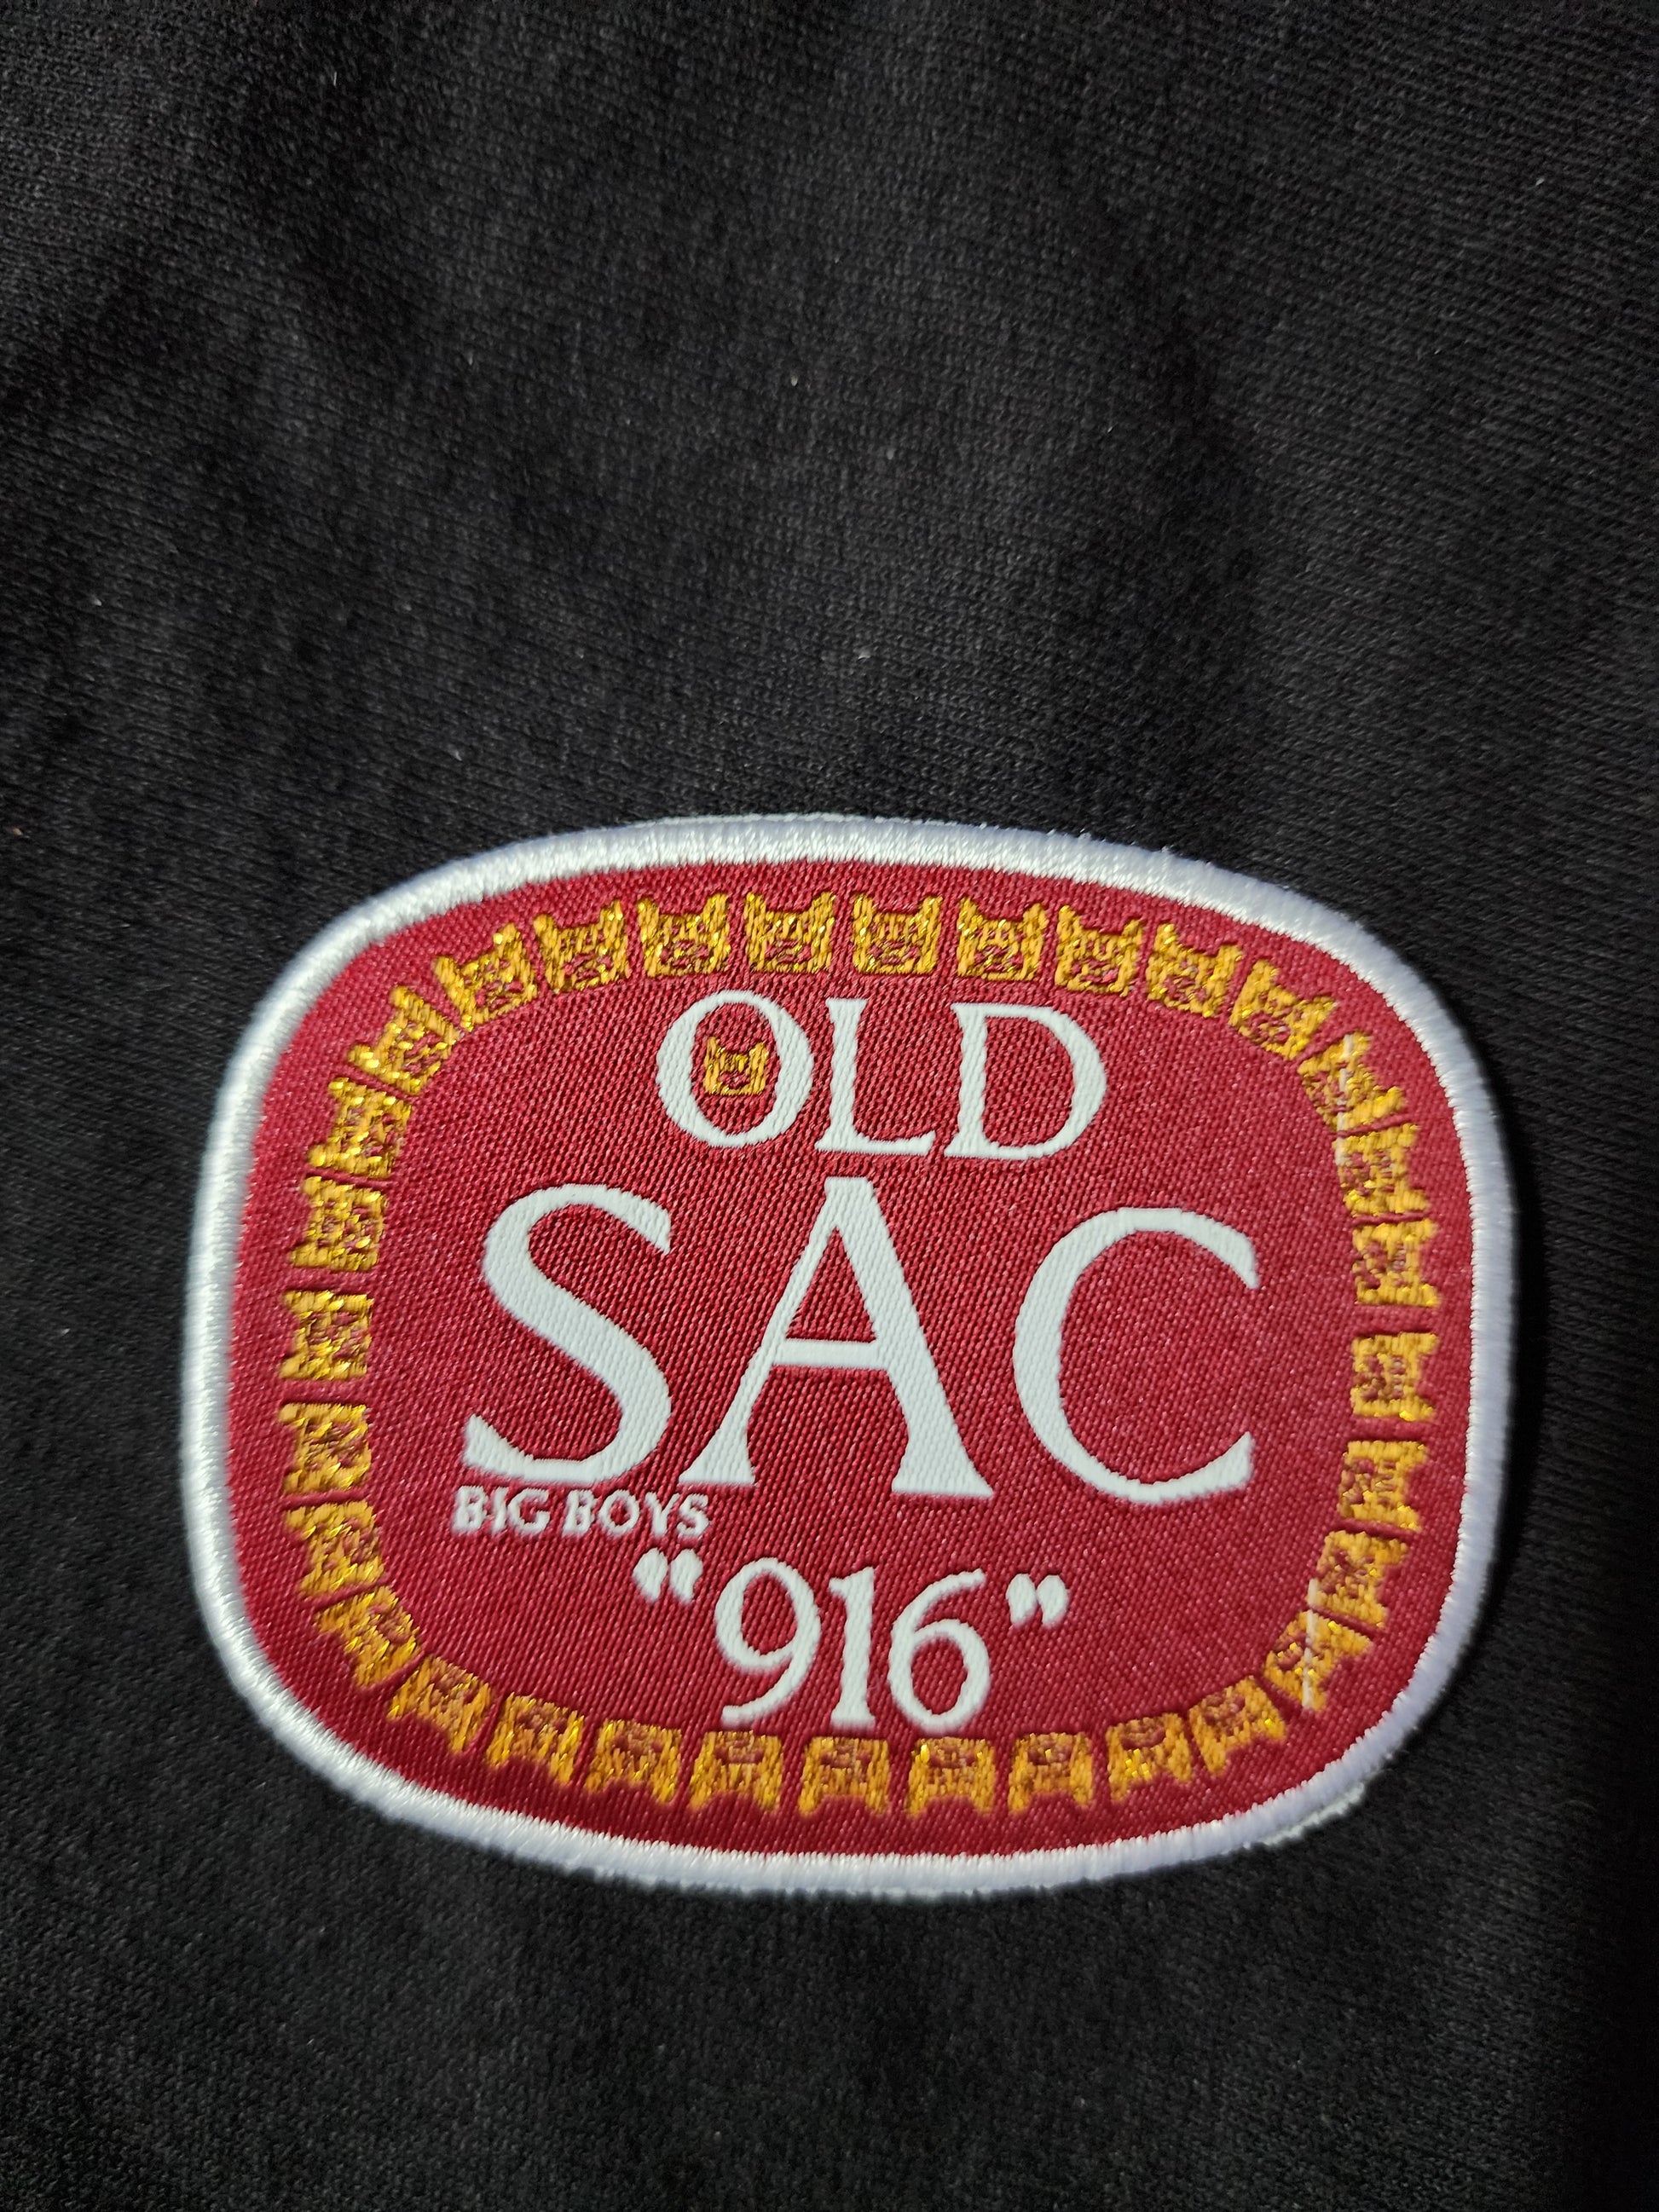 OLD
SAC
BIG BOYS
“916”